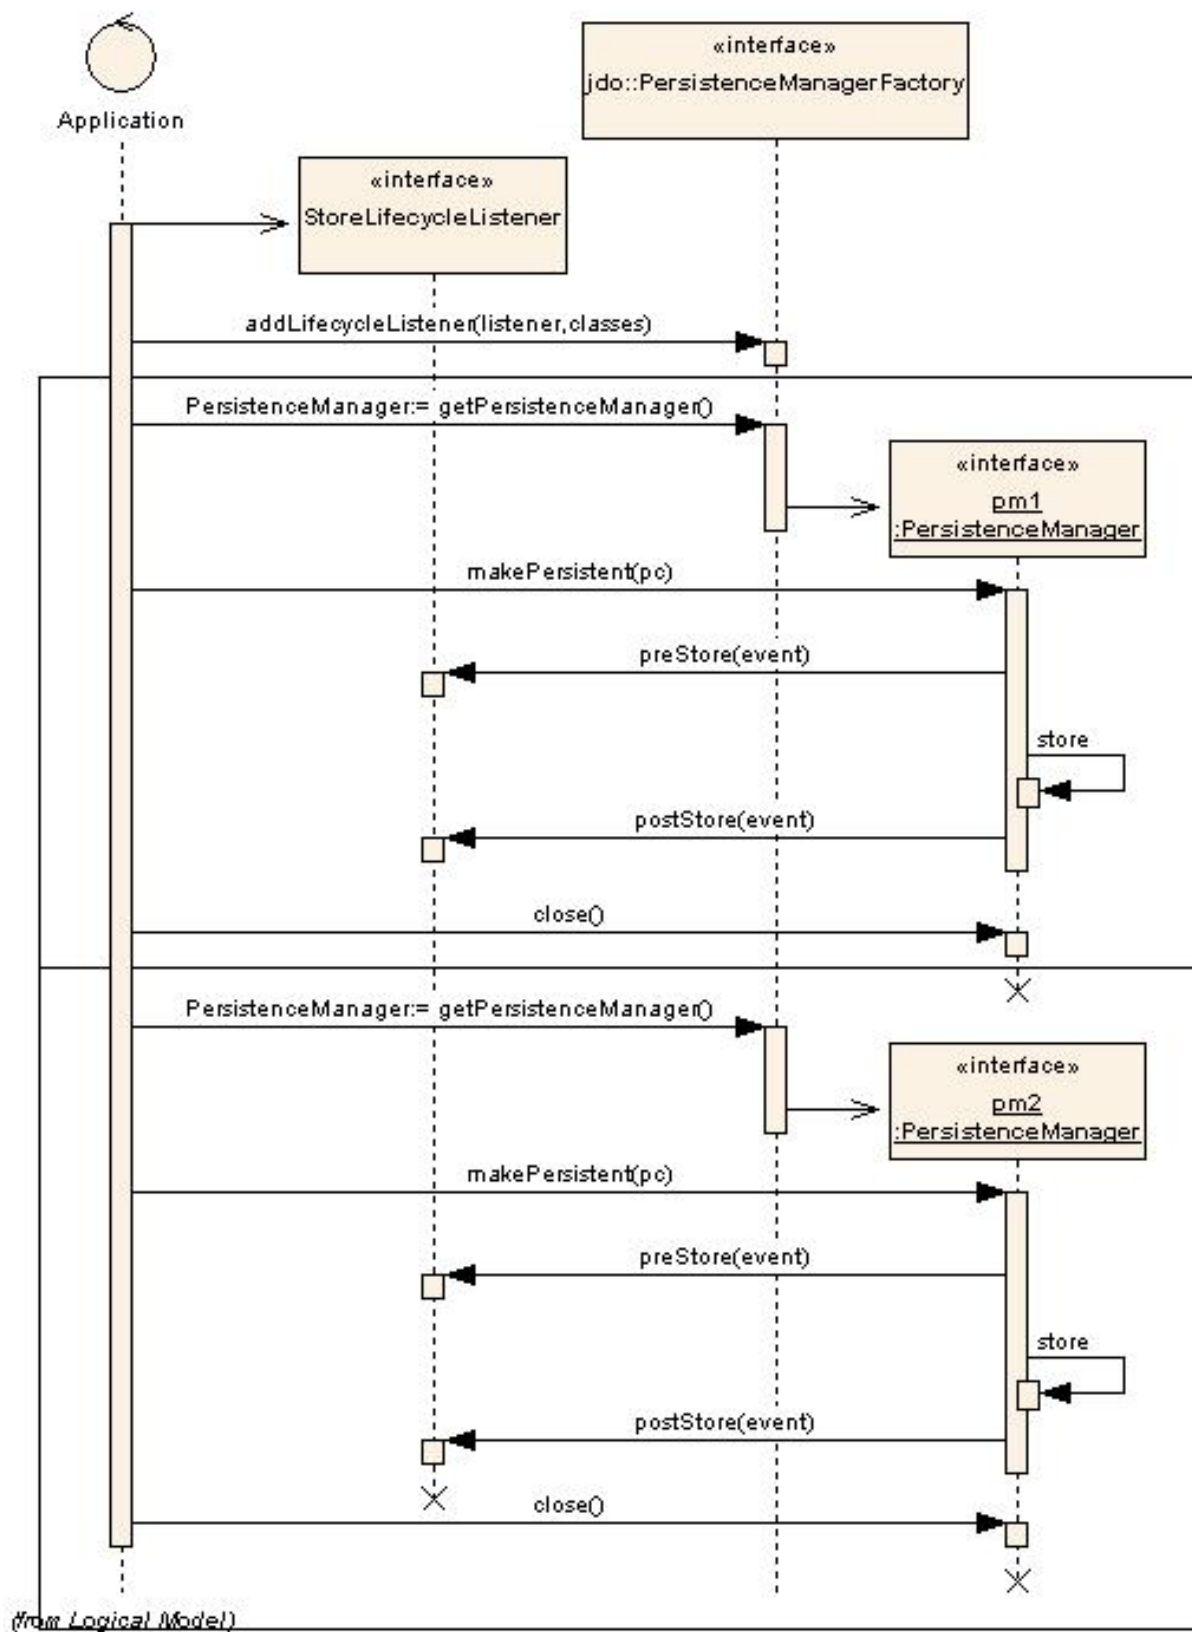 «interface»
jdo::PersistenceManagerFactory
Application
«interface»
StoreLifecycleListener
addLifecycleListener(listener,classes)
PersistenceManager:= getPersistenceManager()
«interface»
pm1
:PersistenceManager
makePersistent(pc)
preStore(event)
store
postStore(event)
close()
PersistenceManager:= getPersistenceManager()
«interface»
pm2
:PersistenceManager
makePersistent(pc)
preStore(event)
store
postStore(event)
close()
(from Logical Model)